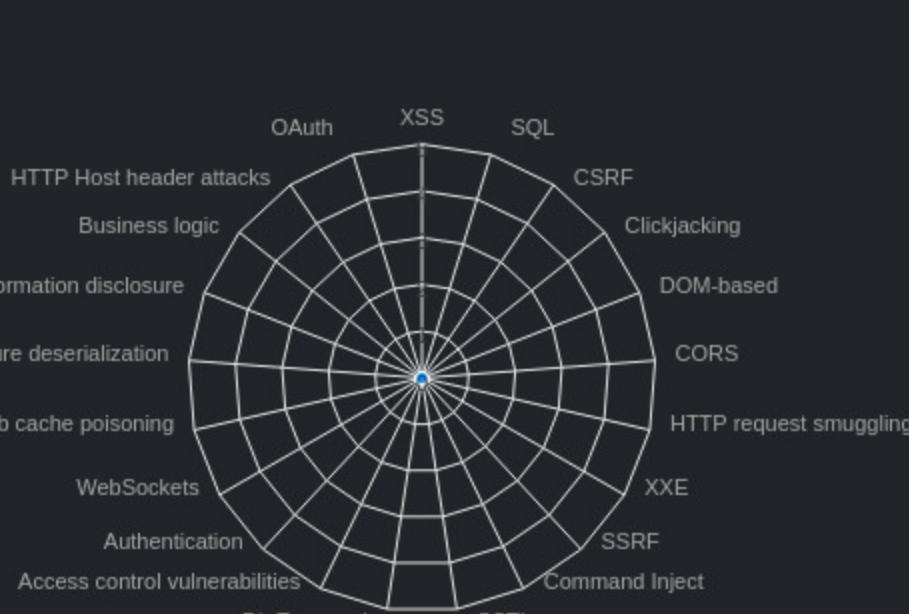 XSS
OAuth
SQL
HTTP Host header attacks
CSRF
Business logic
Clickjacking
ormation disclosure
DOM-based
ure deserialization
CORS
b cache poisoning
HTTP request smuggling
WebSockets
XXE
Authentication
SSRF
Access control vulnerabilities
Command Inject